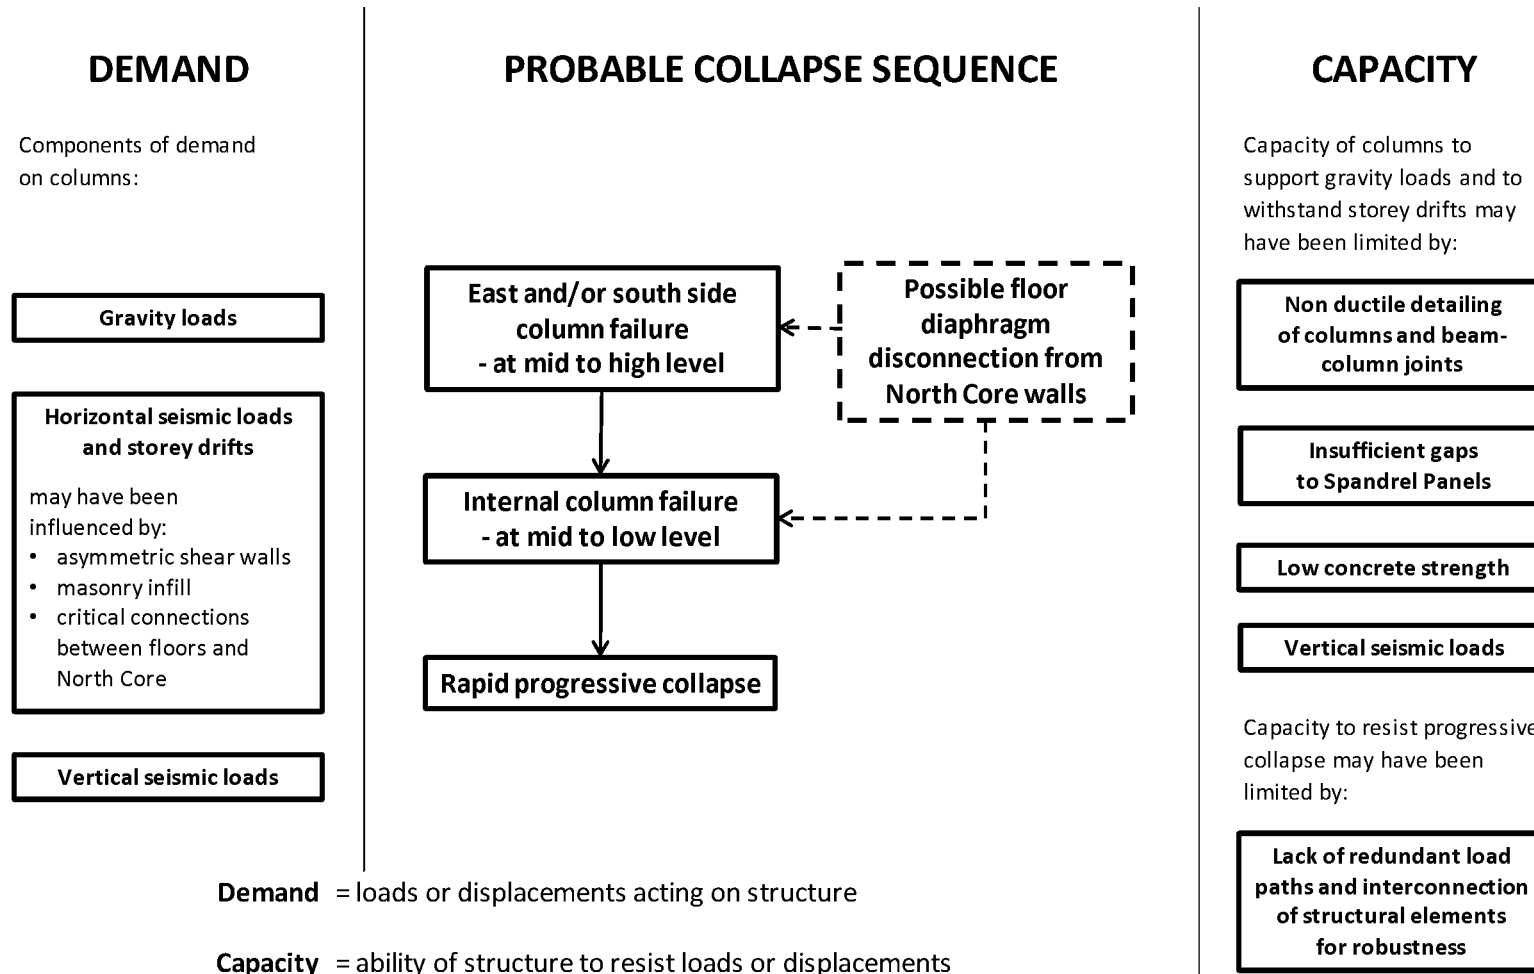 DEMAND
Components of demand
on columns:
Gravity loads
Horizontal seismic loads
and storey drifts
may have been
influenced by:
• asymmetric shear walls
• masonry infill
• critical connections
between floors and
North Core
Vertical seismic loads
PROBABLE COLLAPSE SEQUENCE
East and/or south side
column failure
- at mid to high level
Possible floor
diaphragm
disconnection from
North Core walls
Internal column failure
- at mid to low level
Rapid progressive collapse
CAPACITY
Capacity of columns to
support gravity loads and to
withstand storey drifts may
have been limited by:
Non ductile detailing
of columns and beam-
column joints
Insufficient gaps
to Spandrel Panels
Low concrete strength
Vertical seismic loads
Capacity to resist progressive
collapse may have been
limited by:
Lack of redundant load
paths and interconnection
of structural elements
for robustness
Demand = loads or displacements acting on structure
Capacity = ability of structure to resist loads or displacements